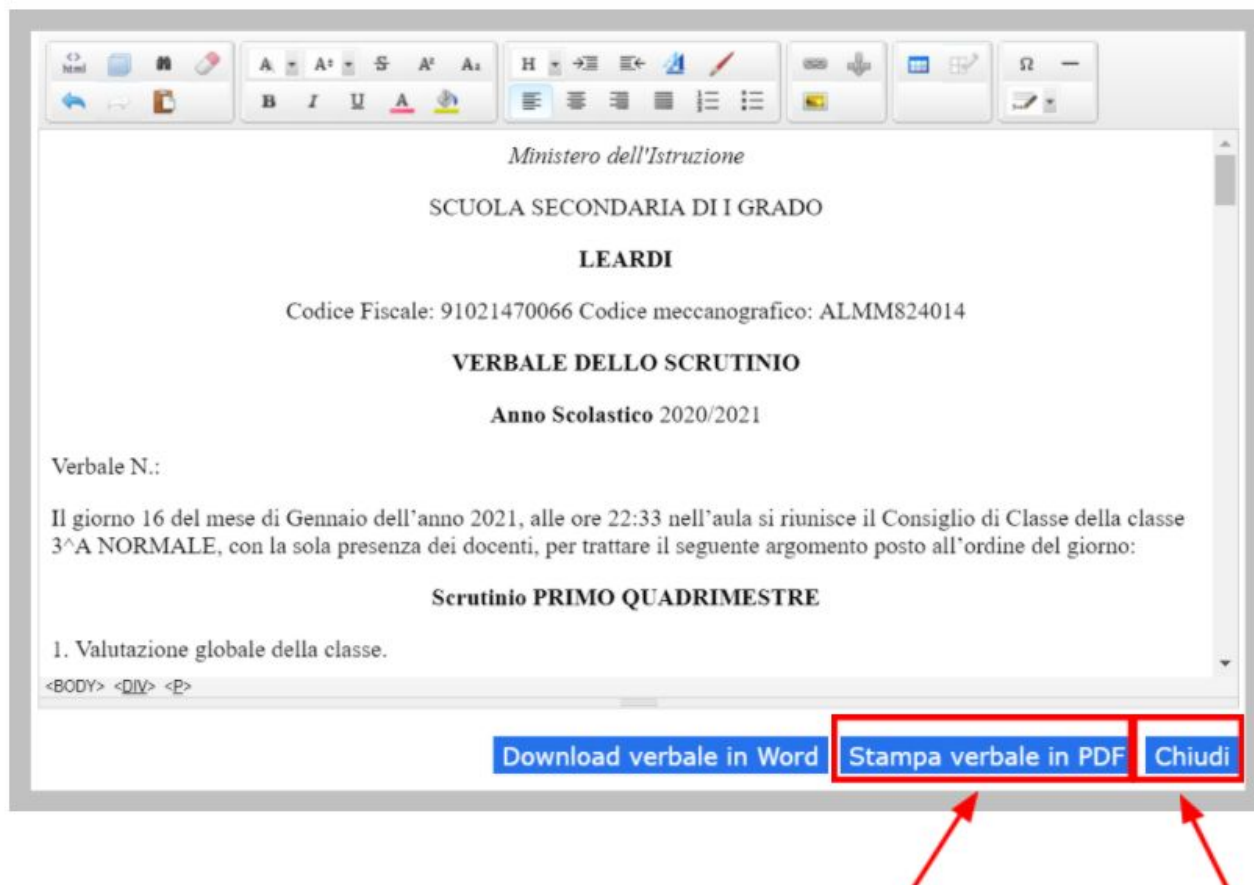 html
A A S A² A₂ H Ω
B I U A
Ministero dell'Istruzione
SCUOLA SECONDARIA DI I GRADO
LEARDI
Codice Fiscale: 91021470066 Codice meccanografico: ALMM824014
VERBALE DELLO SCRUTINIO
Anno Scolastico 2020/2021
Verbale N.:
Il giorno 16 del mese di Gennaio dell’anno 2021, alle ore 22:33 nell’aula si riunisce il Consiglio di Classe della classe
3^A NORMALE, con la sola presenza dei docenti, per trattare il seguente argomento posto all’ordine del giorno:
Scrutinio PRIMO QUADRIMESTRE
1. Valutazione globale della classe.
<BODY> <DIV> <P>
Download verbale in Word Stampa verbale in PDF Chiudi